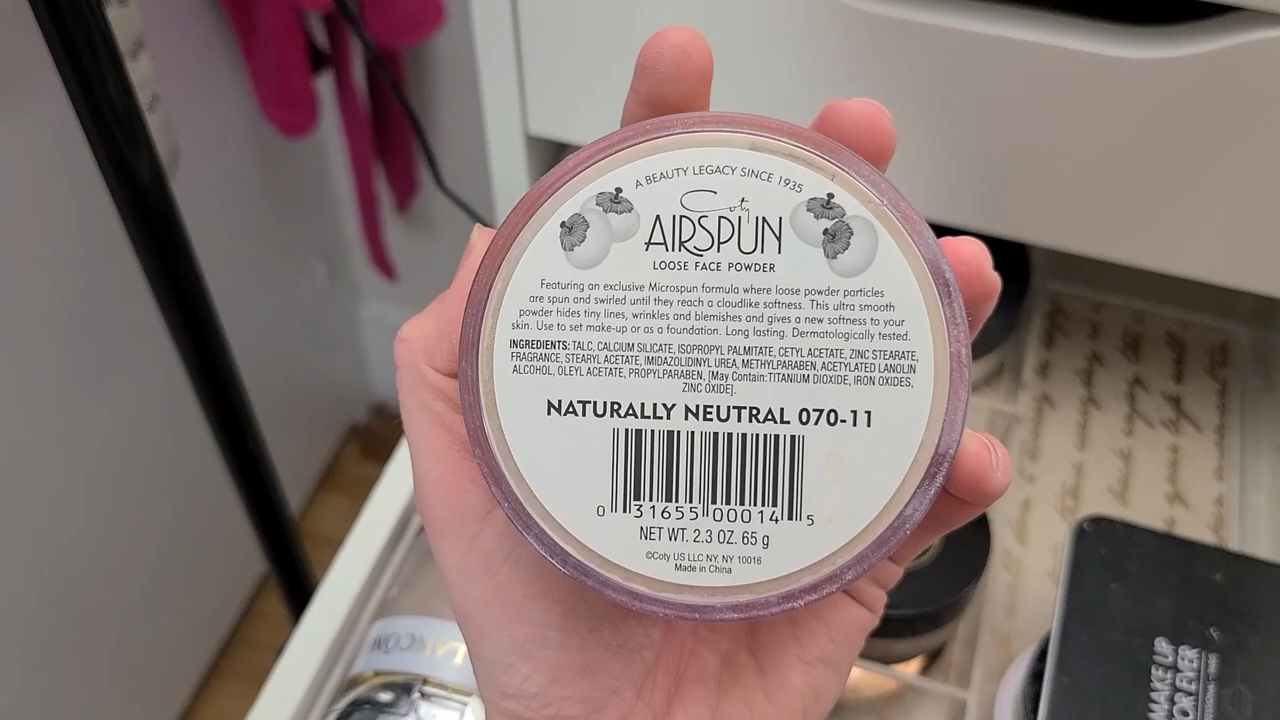 A BEAUTY LEGACY SINCE 1935
Coty
AIRSPUN
LOOSE FACE POWDER
Featuring an exclusive Microspun formula where loose powder particles
are spun and swirled until they reach a cloudlike softness. This ultra smooth
powder hides tiny lines, wrinkles and blemishes and gives a new softness to your
skin. Use to set make-up or as a foundation. Long lasting. Dermatologically tested.
INGREDIENTS: TALC, CALCIUM SILICATE, ISOPROPYL PALMITATE, CETYL ACETATE, ZINC STEARATE,
FRAGRANCE, STEARYL ACETATE, IMIDAZOLIDINYL UREA, METHYLPARABEN, ACETYLATED LANOLIN
ALCOHOL, OLEYL ACETATE, PROPYLPARABEN, [May Contain:TITANIUM DIOXIDE, IRON OXIDES,
ZINC OXIDE].
NATURALLY NEUTRAL 070-11
0 31655 00014 5
NET WT. 2.3 OZ. 65 g
©Coty US LLC NY, NY 10016
Made in China
MAKE UP
FOR EVER